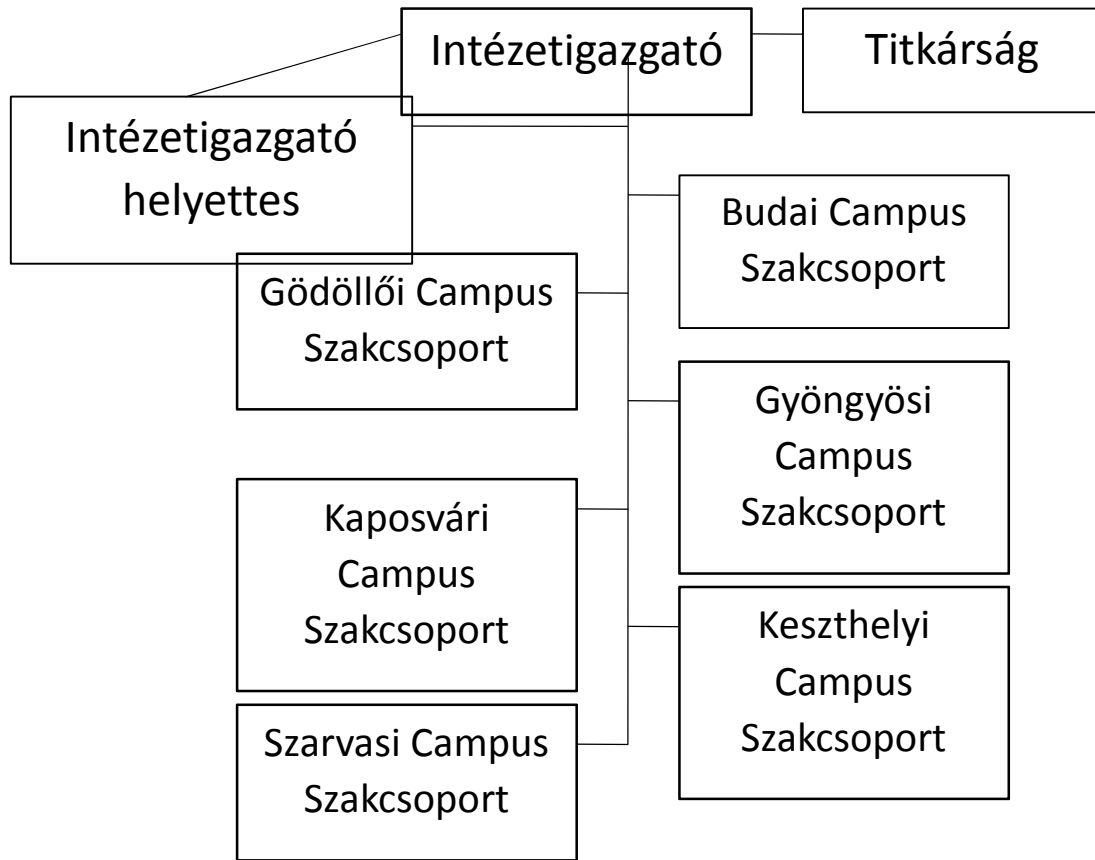 Intézetigazgató
Titkárság
Intézetigazgató
helyettes
Budai Campus
Szakcsoport
Gödöllői Campus
Szakcsoport
Gyöngyösi
Campus
Szakcsoport
Kaposvári
Campus
Szakcsoport
Keszthelyi
Campus
Szakcsoport
Szarvasi Campus
Szakcsoport